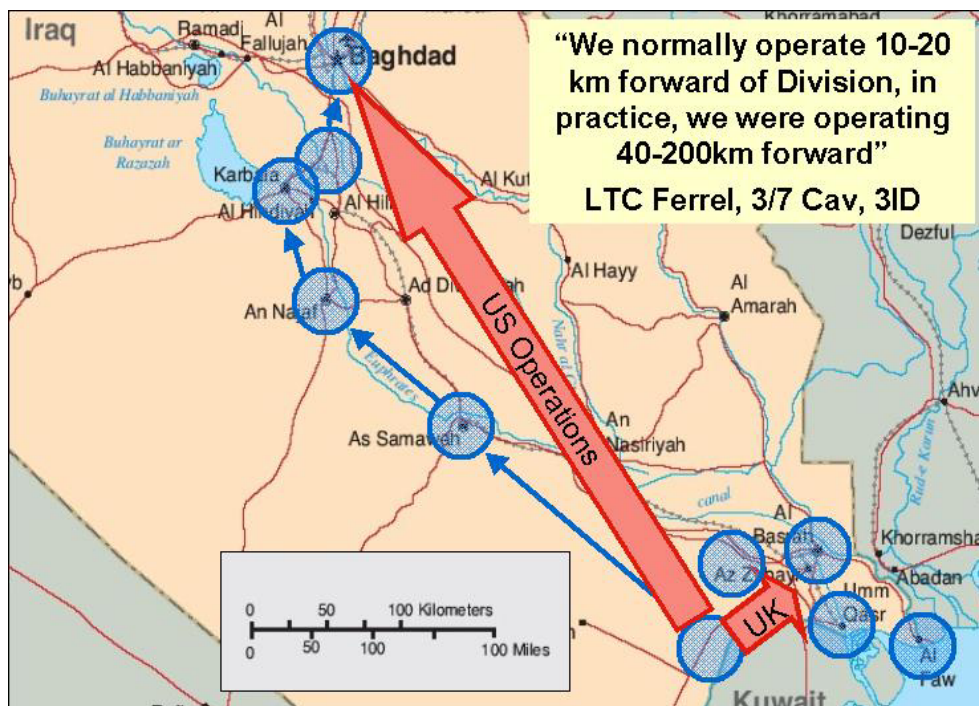 Iraq
Ramadi
Al
Fallujah
Al Habbaniyah
Baghdad
Buhayrat al Habbaniyah
Buhayrat ar
Razazah
Karbala
Al Hindiyah
Al Kut
An Najaf
Al Hayy
Al
Amarah
Euphrates
As Samawah
An
Nasiriyah
canal
Al
Basrah
Az Zubayr
Umm
Qasr
Al
Faw
Khorramabad
Dezful
Rud-e Karun
Abadan
Kuwait
“We normally operate 10-20
km forward of Division, in
practice, we were operating
40-200km forward”
LTC Ferrel, 3/7 Cav, 3ID
US Operations
UK
0 50 100 Kilometers
0 50 100 100 Miles